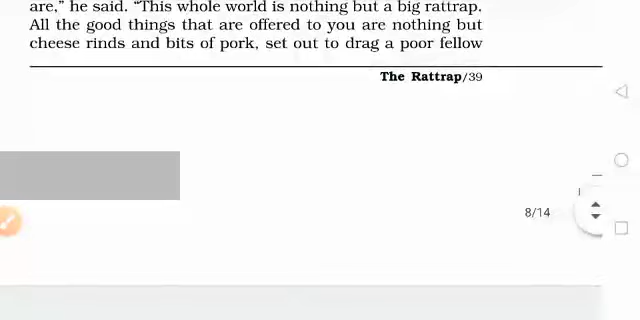 are,” he said. “This whole world is nothing but a big rattrap.
All the good things that are offered to you are nothing but
cheese rinds and bits of pork, set out to drag a poor fellow
The Rattrap/39
8/14